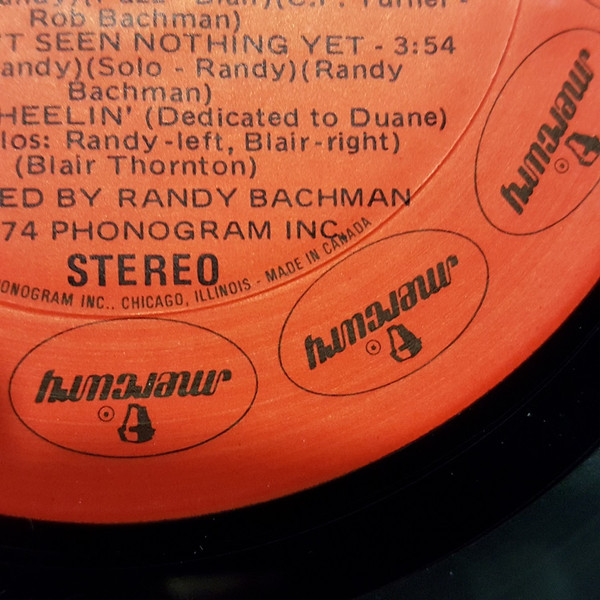 Rob Bachman)
'T SEEN NOTHING YET - 3:54
andy)(Solo - Randy)(Randy
Bachman)
HEELIN' (Dedicated to Duane)
los: Randy -left, Blair-right)
(Blair Thornton)
ED BY RANDY BACHMAN
74 PHONOGRAM INC.
STEREO
ONOGRAM INC., CHICAGO, ILLINOIS - MADE IN CANADA
mercury
mercury
mercury